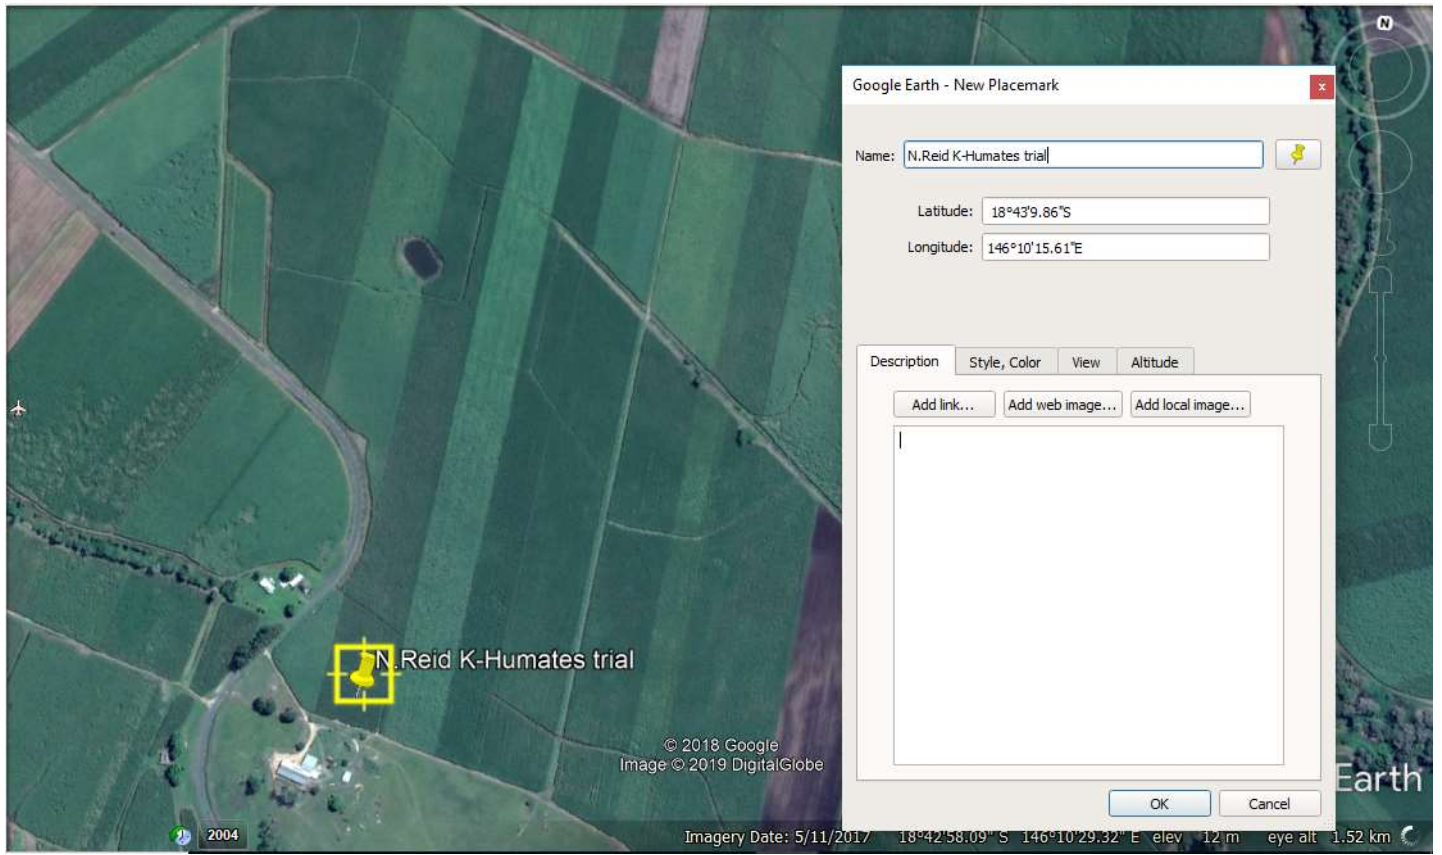 N
Google Earth - New Placemark
x
Name: N.Reid K-Humates trial
Latitude: 18°43'9.86"S
Longitude: 146°10'15.61"E
Description Style, Color View Altitude
Add link... Add web image... Add local image...
N.Reid K-Humates trial
© 2018 Google
Image © 2019 DigitalGlobe
Earth
OK Cancel
2004
Imagery Date: 5/11/2017 18°42'58.09" S 146°10'29.32" E elev 12 m eye alt 1.52 km